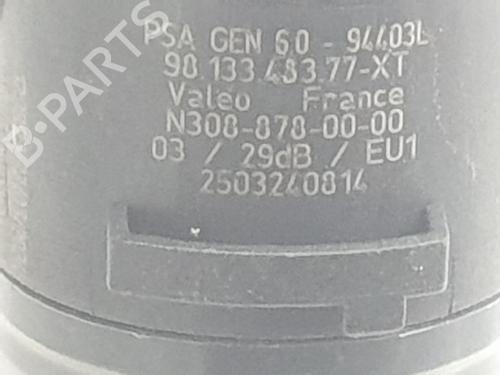 PSA GEN 6.0 - 94403L
98 133 483 77-XT
Valeo France
N308-878-00-00
03 / 29dB / EU1
2503240814
B-PARTS